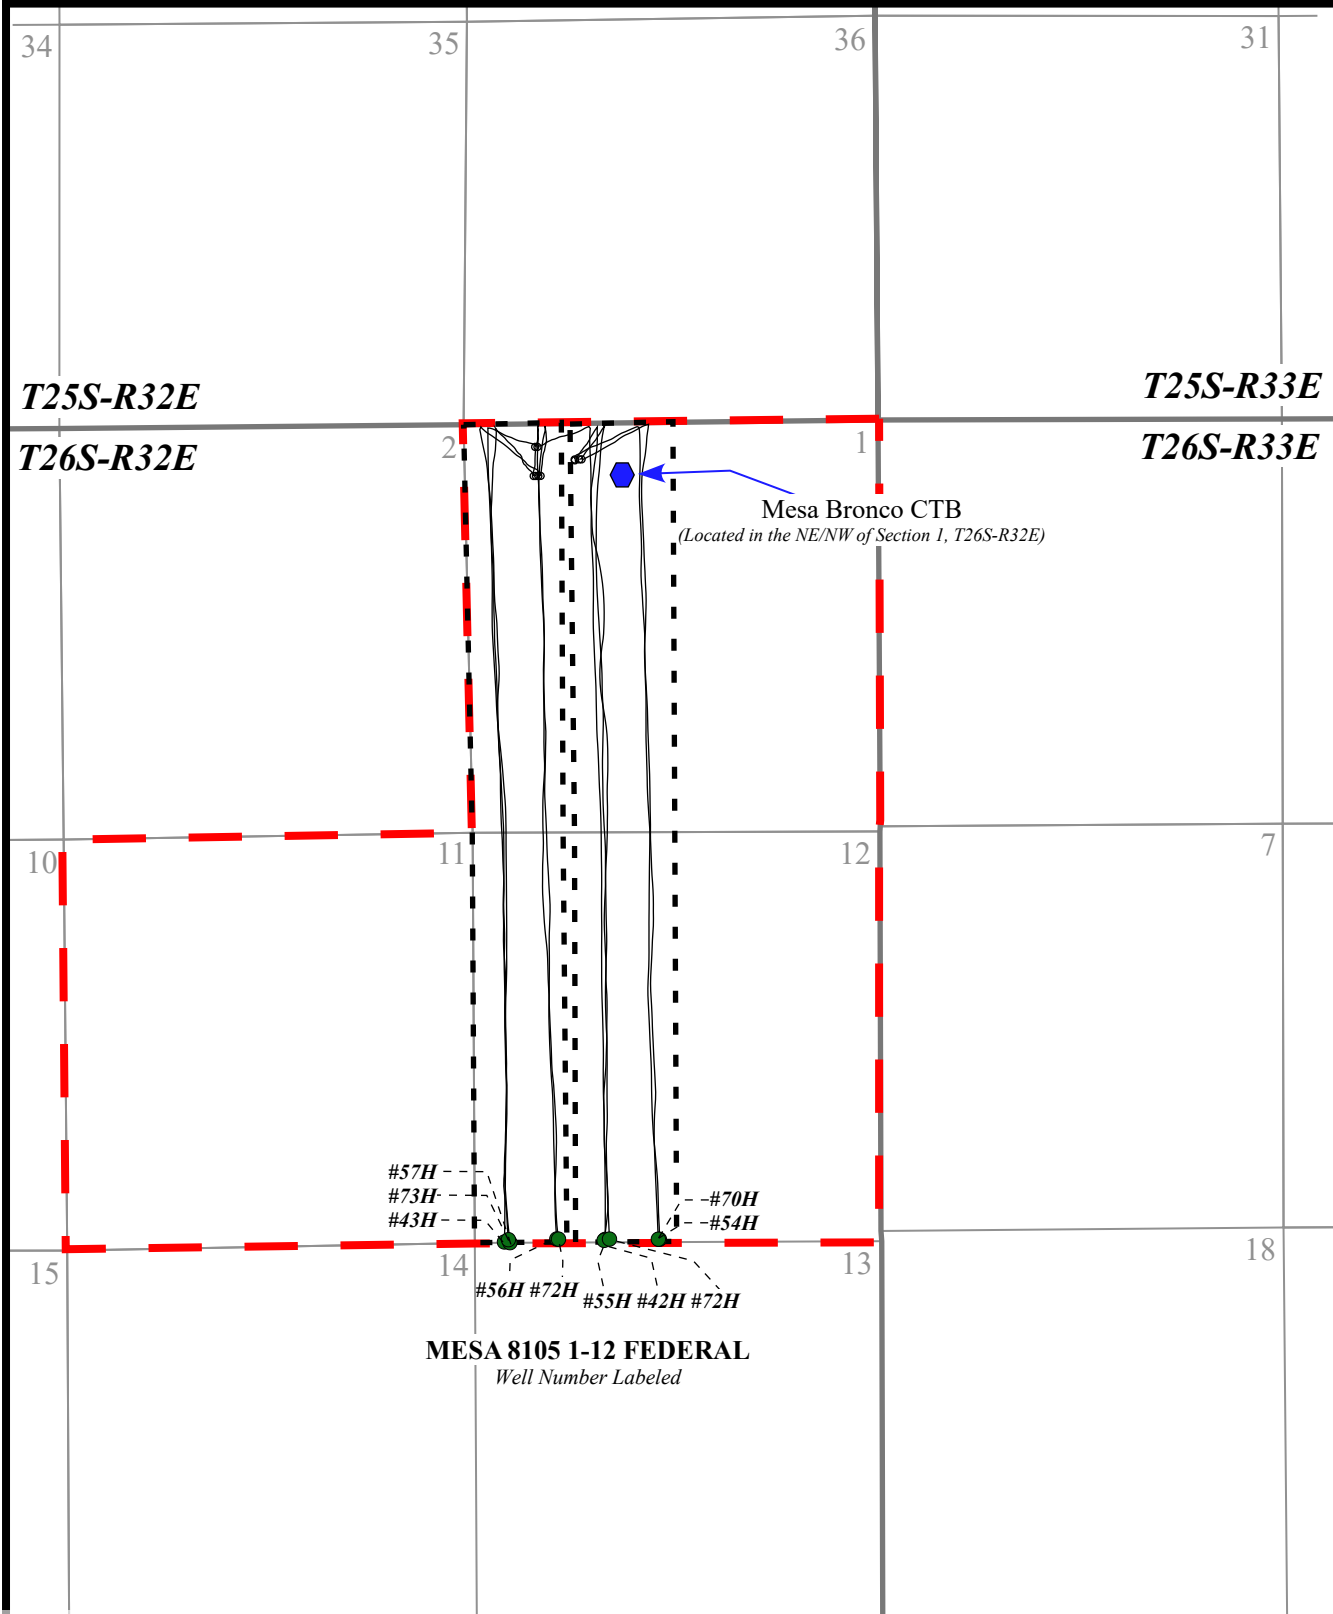 34
35
36
31
T25S-R32E
T25S-R33E
T26S-R32E
2
1
T26S-R33E
Mesa Bronco CTB
(Located in the NE/NW of Section 1, T26S-R32E)
10
11
12
7
#57H
#73H
#43H
#70H
#54H
15
14
13
18
#56H #72H #55H #42H #72H
MESA 8105 1-12 FEDERAL
Well Number Labeled